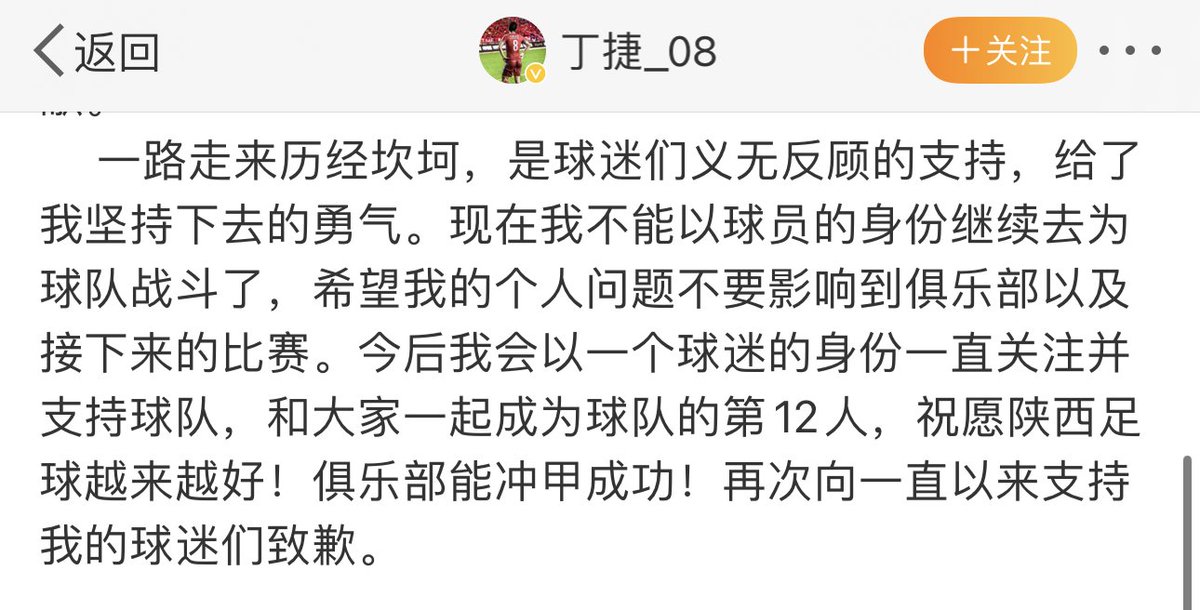 返回
丁捷_08
+关注
一路走来历经坎坷，是球迷们义无反顾的支持，给了
我坚持下去的勇气。现在我不能以球员的身份继续去为
球队战斗了，希望我的个人问题不要影响到俱乐部以及
接下来的比赛。今后我会以一个球迷的身份一直关注并
支持球队，和大家一起成为球队的第12人，祝愿陕西足
球越来越好！俱乐部能冲甲成功！再次向一直以来支持
我的球迷们致歉。